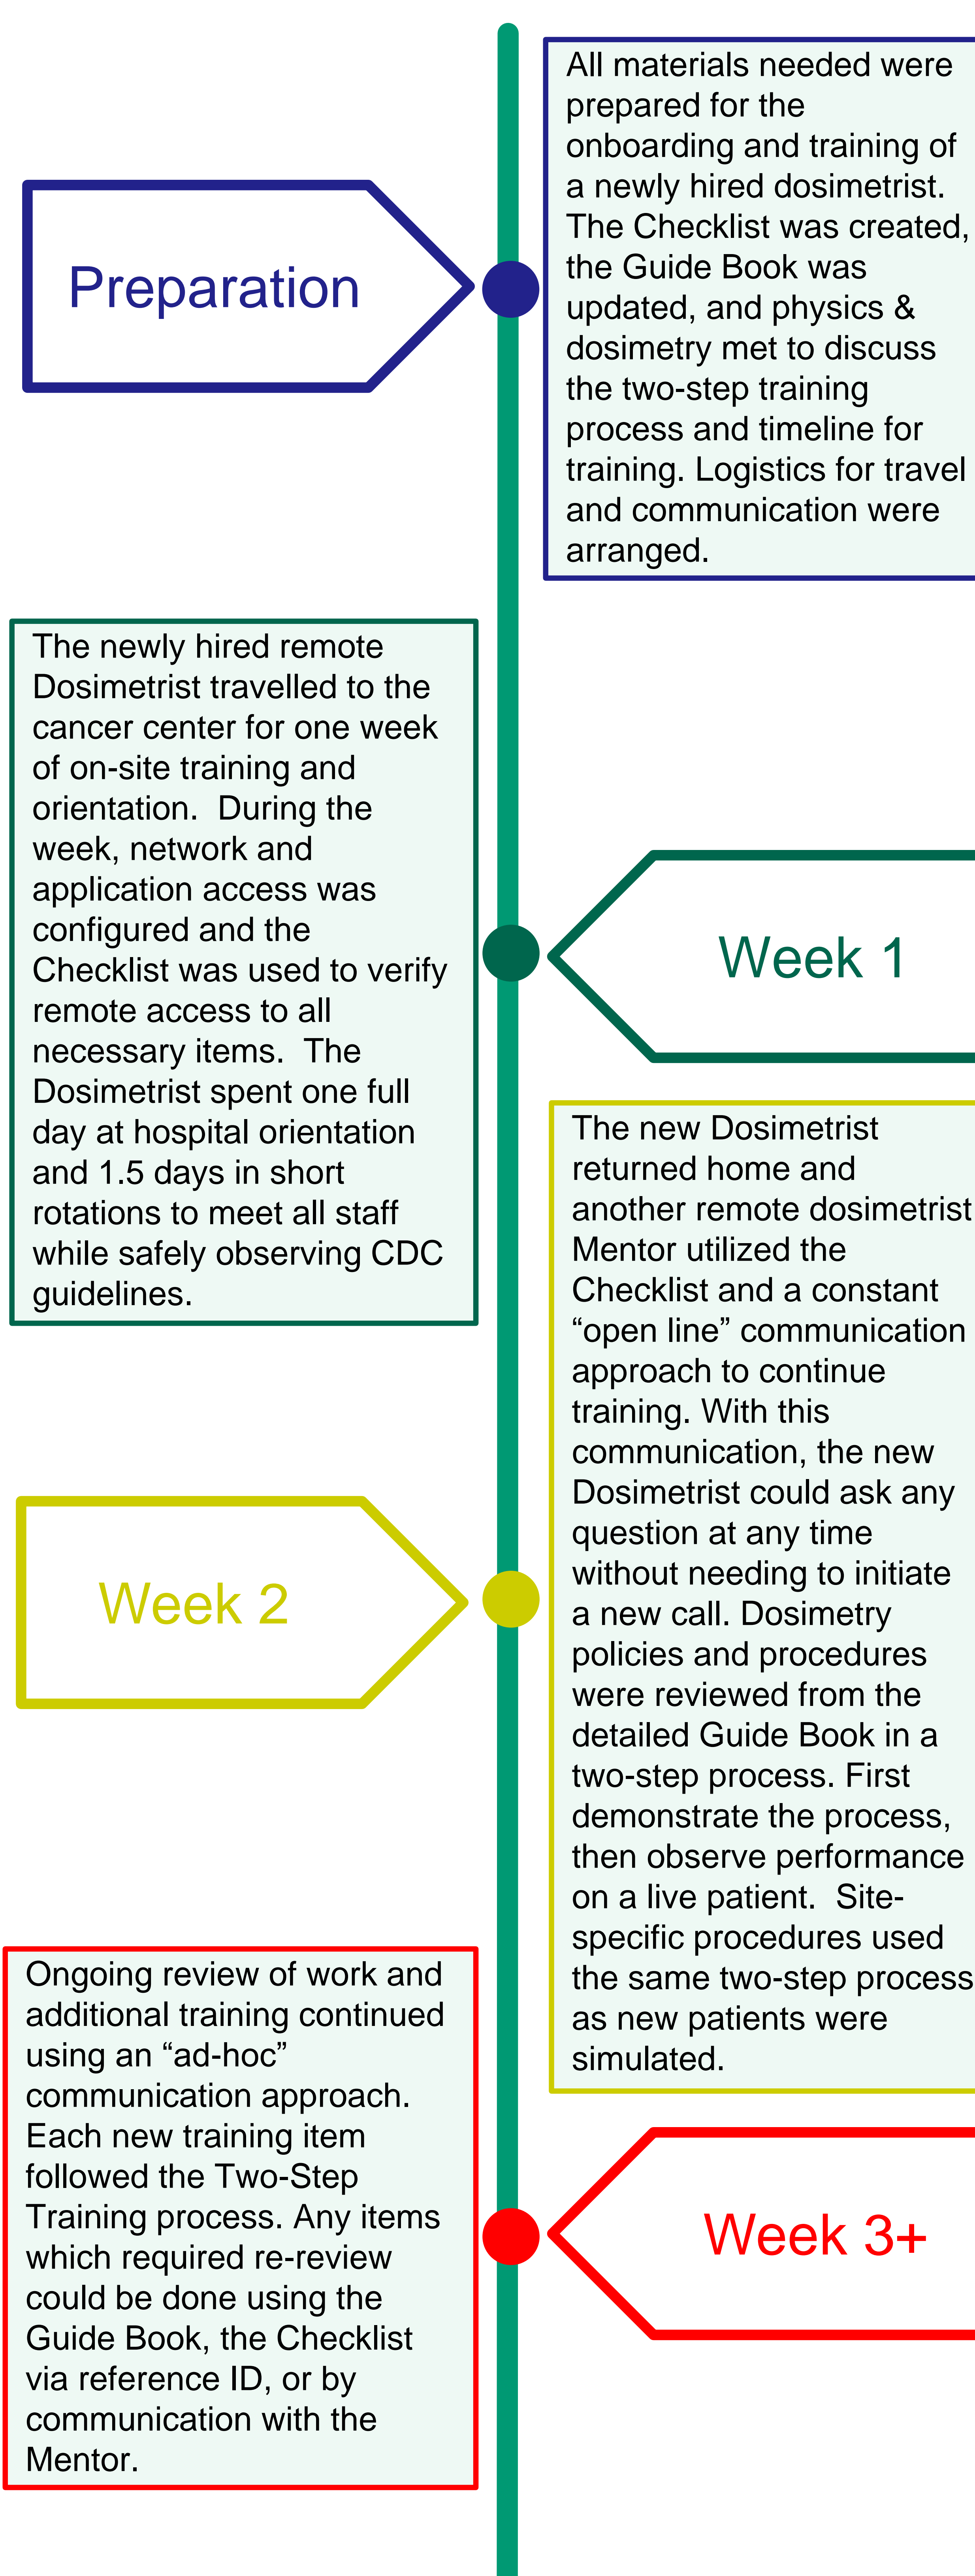 Preparation
All materials needed were
prepared for the
onboarding and training of
a newly hired dosimetrist.
The Checklist was created,
the Guide Book was
updated, and physics &
dosimetry met to discuss
the two-step training
process and timeline for
training. Logistics for travel
and communication were
arranged.
Week 1
The newly hired remote
Dosimetrist travelled to the
cancer center for one week
of on-site training and
orientation.  During the
week, network and
application access was
configured and the
Checklist was used to verify
remote access to all
necessary items.  The
Dosimetrist spent one full
day at hospital orientation
and 1.5 days in short
rotations to meet all staff
while safely observing CDC
guidelines.
Week 2
The new Dosimetrist
returned home and
another remote dosimetrist
Mentor utilized the
Checklist and a constant
“open line” communication
approach to continue
training. With this
communication, the new
Dosimetrist could ask any
question at any time
without needing to initiate
a new call. Dosimetry
policies and procedures
were reviewed from the
detailed Guide Book in a
two-step process. First
demonstrate the process,
then observe performance
on a live patient.  Site-
specific procedures used
the same two-step process
as new patients were
simulated.
Week 3+
Ongoing review of work and
additional training continued
using an “ad-hoc”
communication approach.
Each new training item
followed the Two-Step
Training process. Any items
which required re-review
could be done using the
Guide Book, the Checklist
via reference ID, or by
communication with the
Mentor.